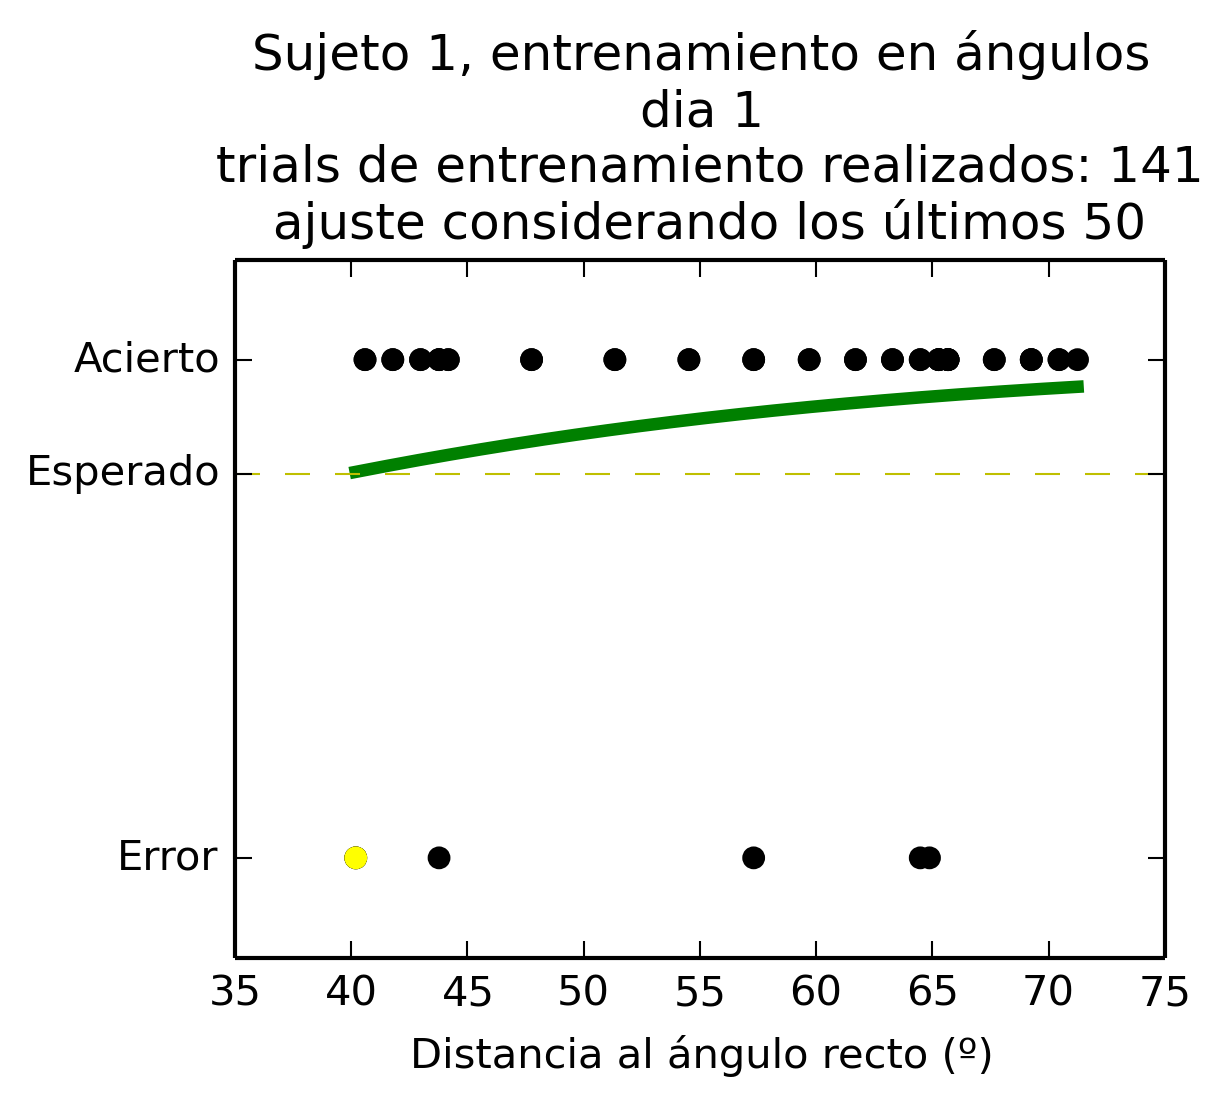 Sujeto 1, entrenamiento en ángulos
dia 1
trials de entrenamiento realizados: 141
ajuste considerando los últimos 50
Acierto
Esperado
Error
35 40 45 50 55 60 65 70 75
Distancia al ángulo recto (º)